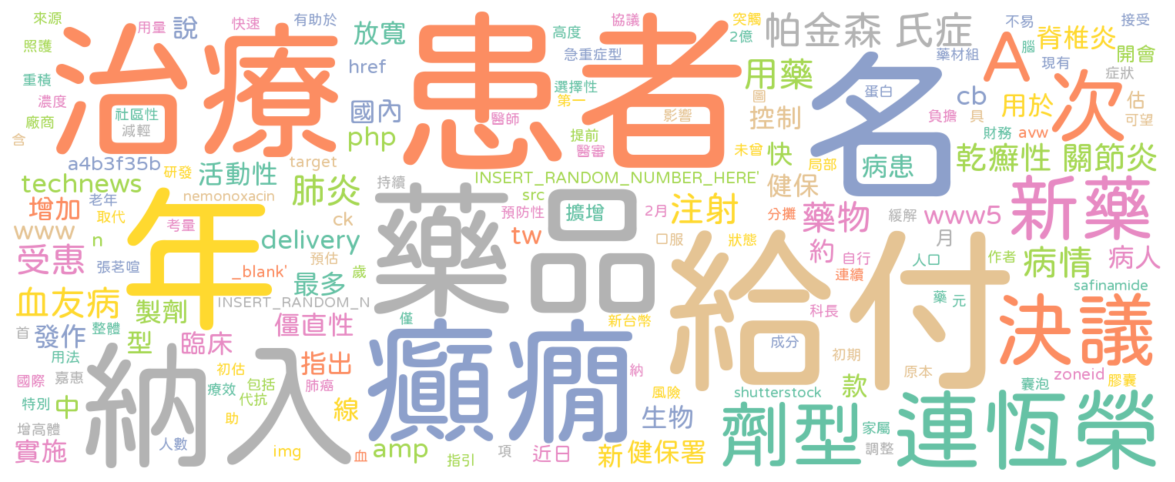 來源
用量
快速
有助於
協議
突觸
不易
接受
照護
說
放寬
高度
2億
帕金森 氏症
藥材組
腦
脊椎炎
開會
治療
患者
名
A
次
重積
href
急重症型
選擇性
用藥
現有
症狀
濃度
社區性
國內
第一
蛋白
cb
用於
估
廠商
減輕
醫師
影響
圖
控制
負擔
具
可望
含
php
提前
醫審
未曾
快
局部
病患
財務
avw
乾癬性 關節炎
a4b3f35b
研發
target
technews
活動性
肺炎
持續
INSERT_RANDOM_NUMBER_HERE'
健保
新藥
老年
取代
nemonoxacin
src
增加
年
考量
ck
藥品
預防性
擴增
2月
注射
分攤
藥物
緩解
www5
www
n
delivery
tw
口服
狀態
約
自行
月
人口
作者
病情
病人
受惠
張茗喧
_blank'
預估
歲
最多
連續
給付
safinamide
血友病
製劑
INSERT_RANDOM_N
科長
藥
元
決議
首
發作
整體
型
臨床
僵直性
僅
新台幣
成分
初期
用法
納入
癲癇
指出
納
原本
zoneid
國際
嘉惠
初估
療效
包括
肺癌
風險
shutterstock
款
囊泡
膠囊
特別
中
代抗
線
生物
劑型
連恆榮
增高體
助
家屬
實施
人數
img
血
amp
指引
項
近日
新
健保署
調整